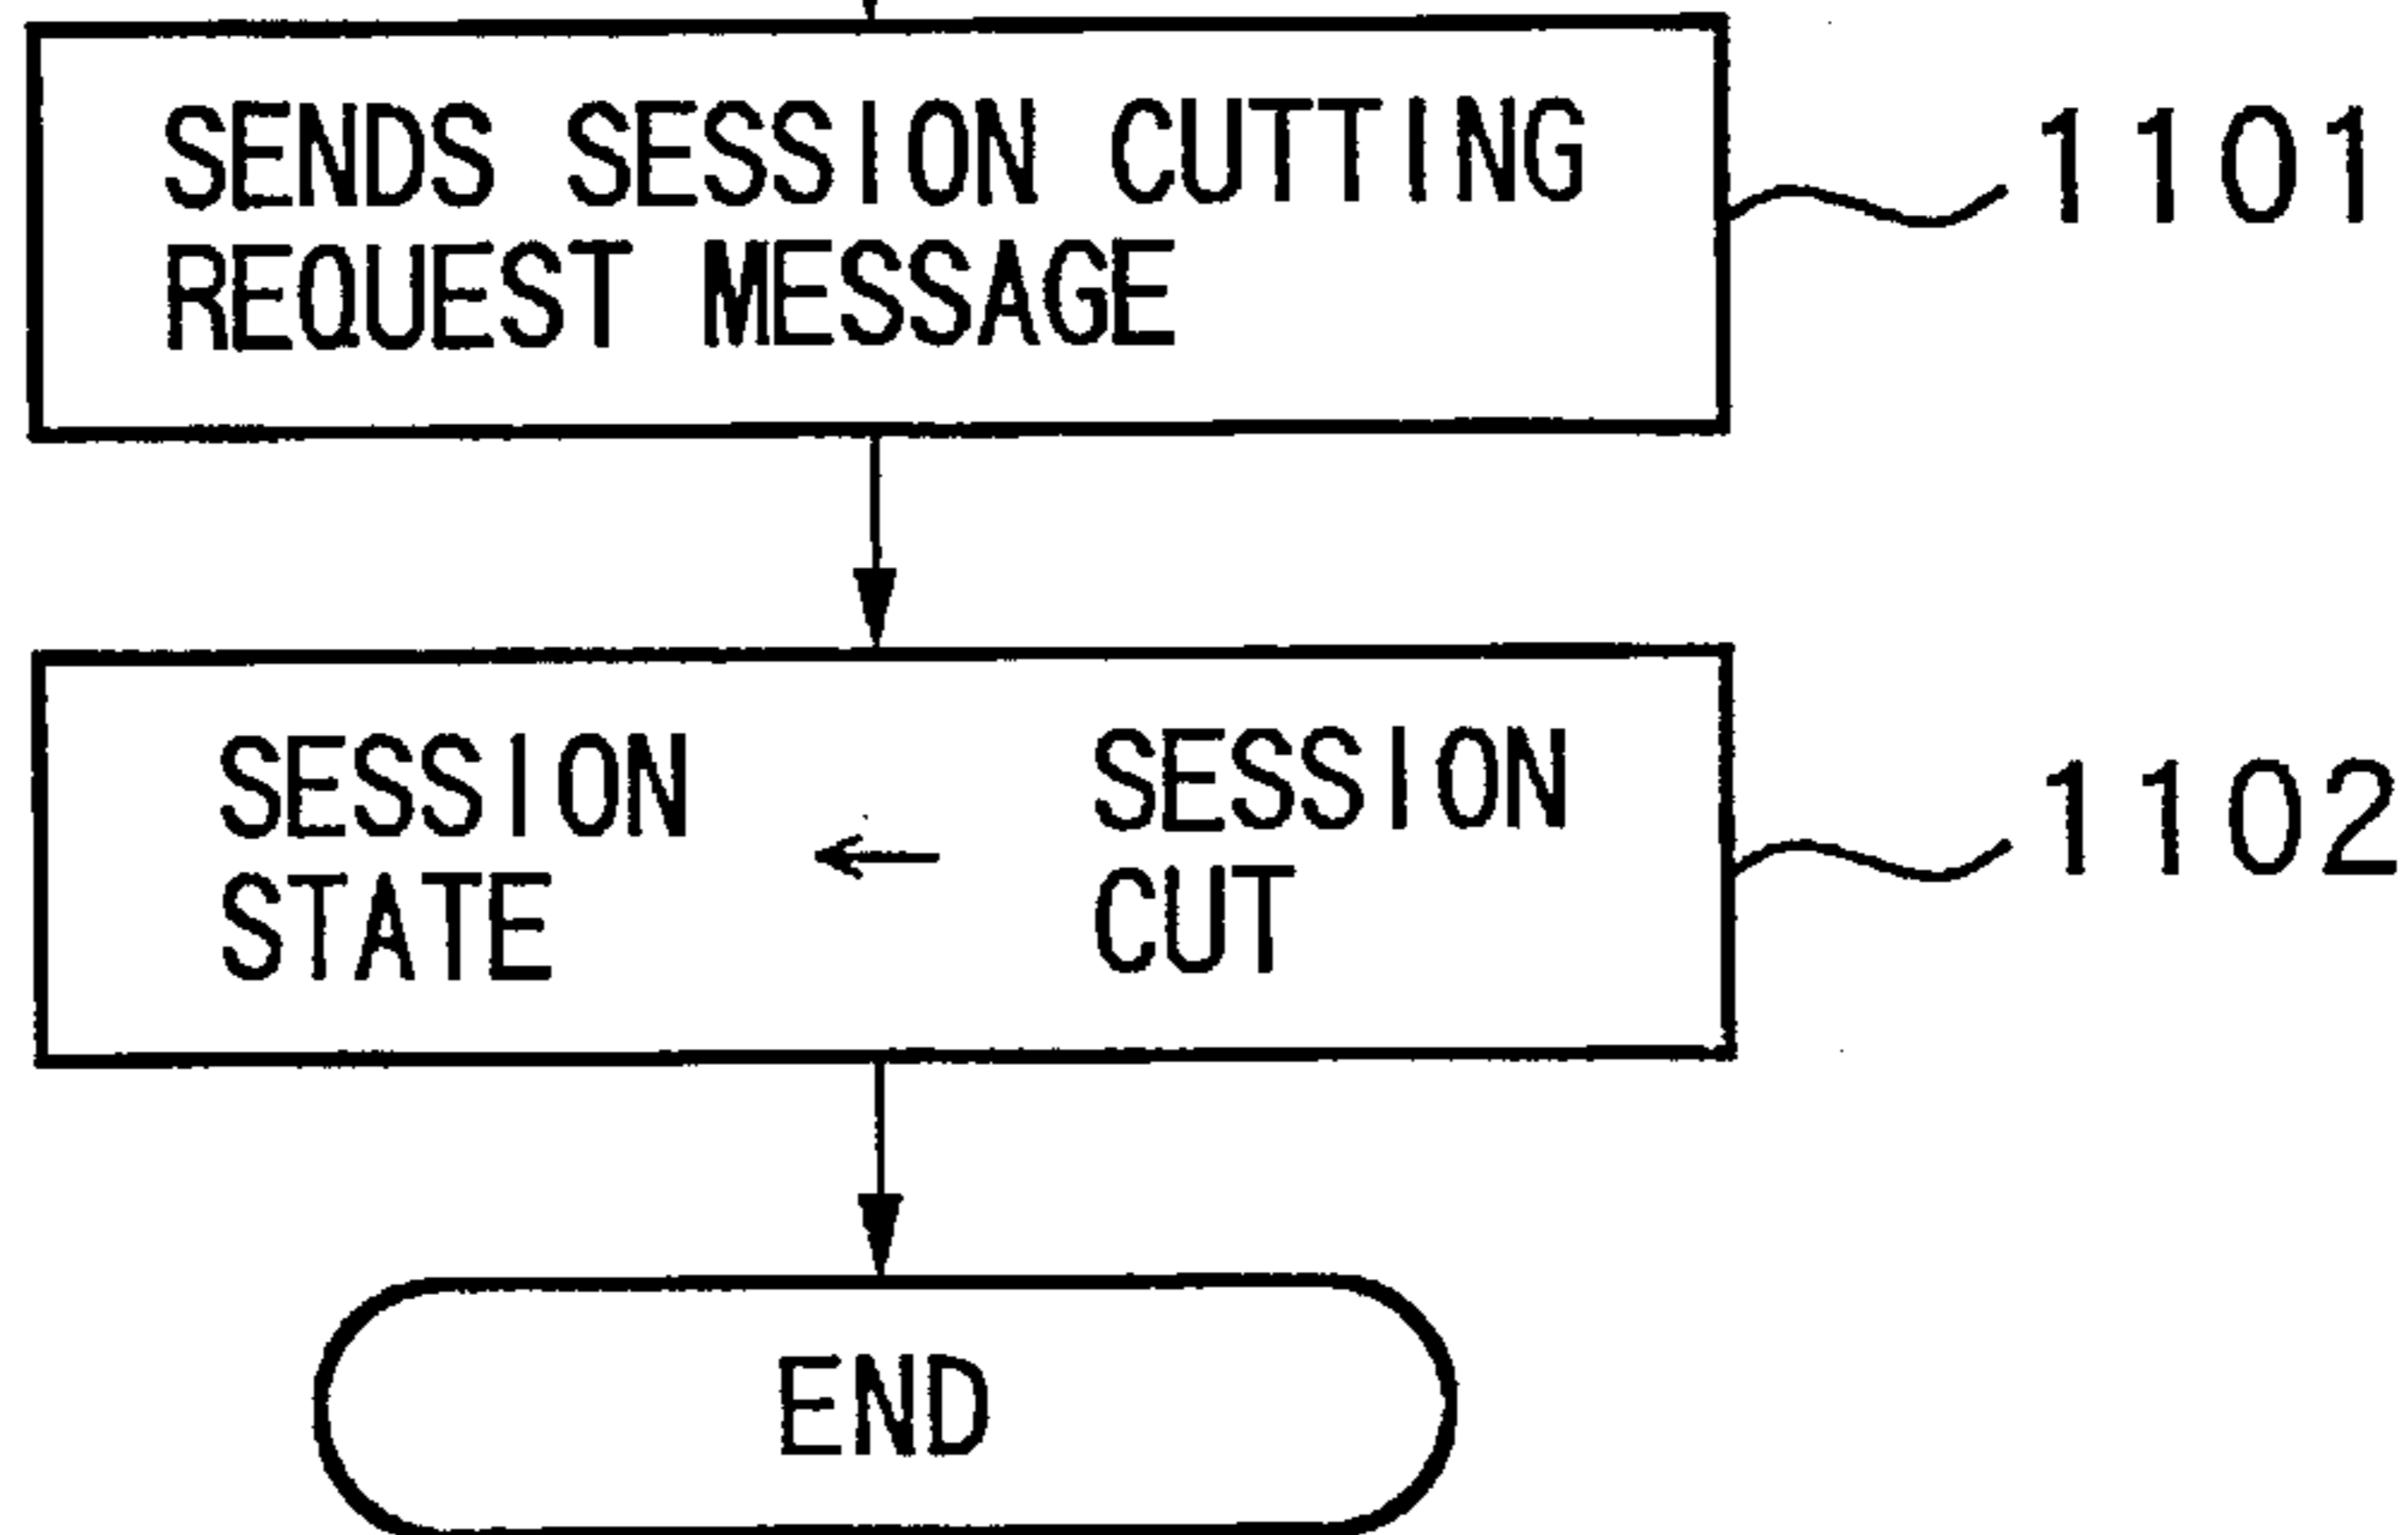 SENDS SESSION CUTTING
REQUEST MESSAGE
1101
SESSION
STATE
←
SESSION
CUT
1102
END